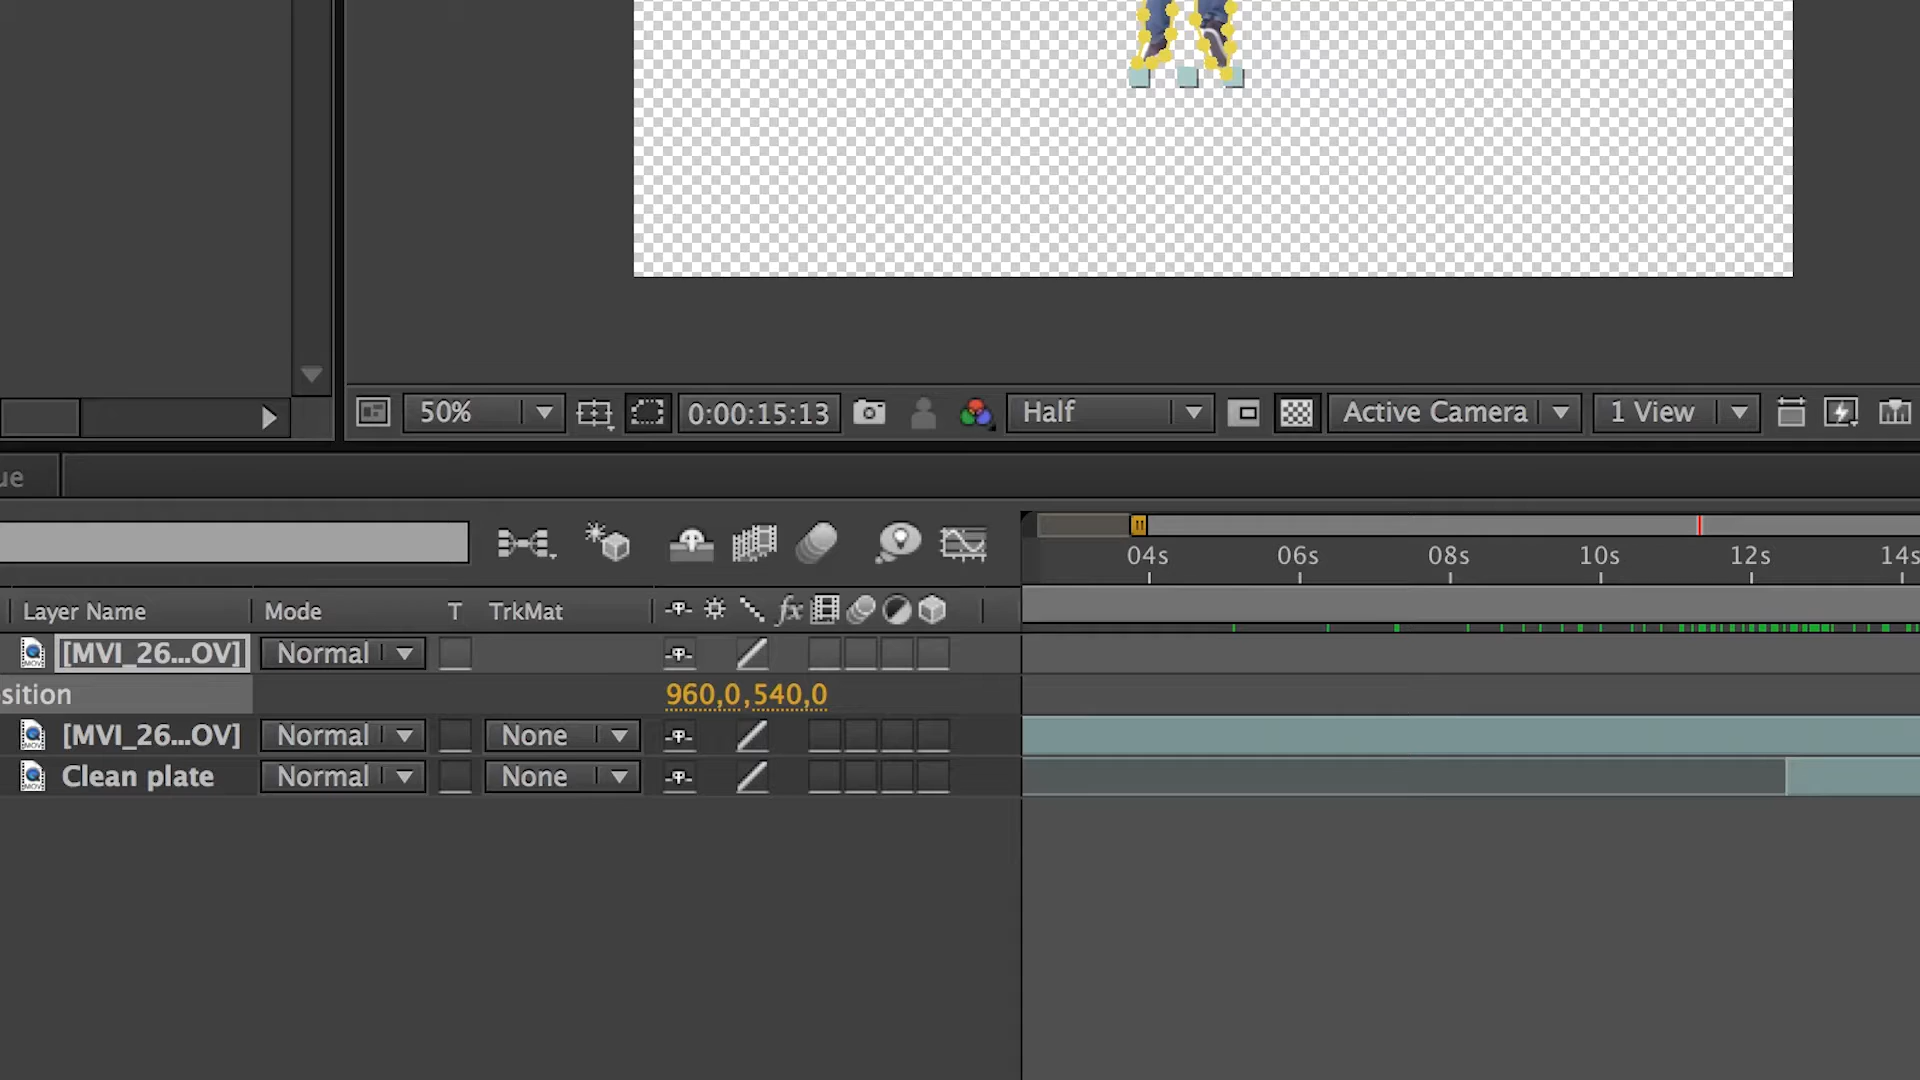 50%
0:00:15:13
Half
Active Camera
1 View
ue
04s 06s 08s 10s 12s 14s
Layer Name Mode T TrkMat fx
[MVI_26...OV] Normal
sition 960,0,540,0
[MVI_26...OV] Normal None
Clean plate Normal None